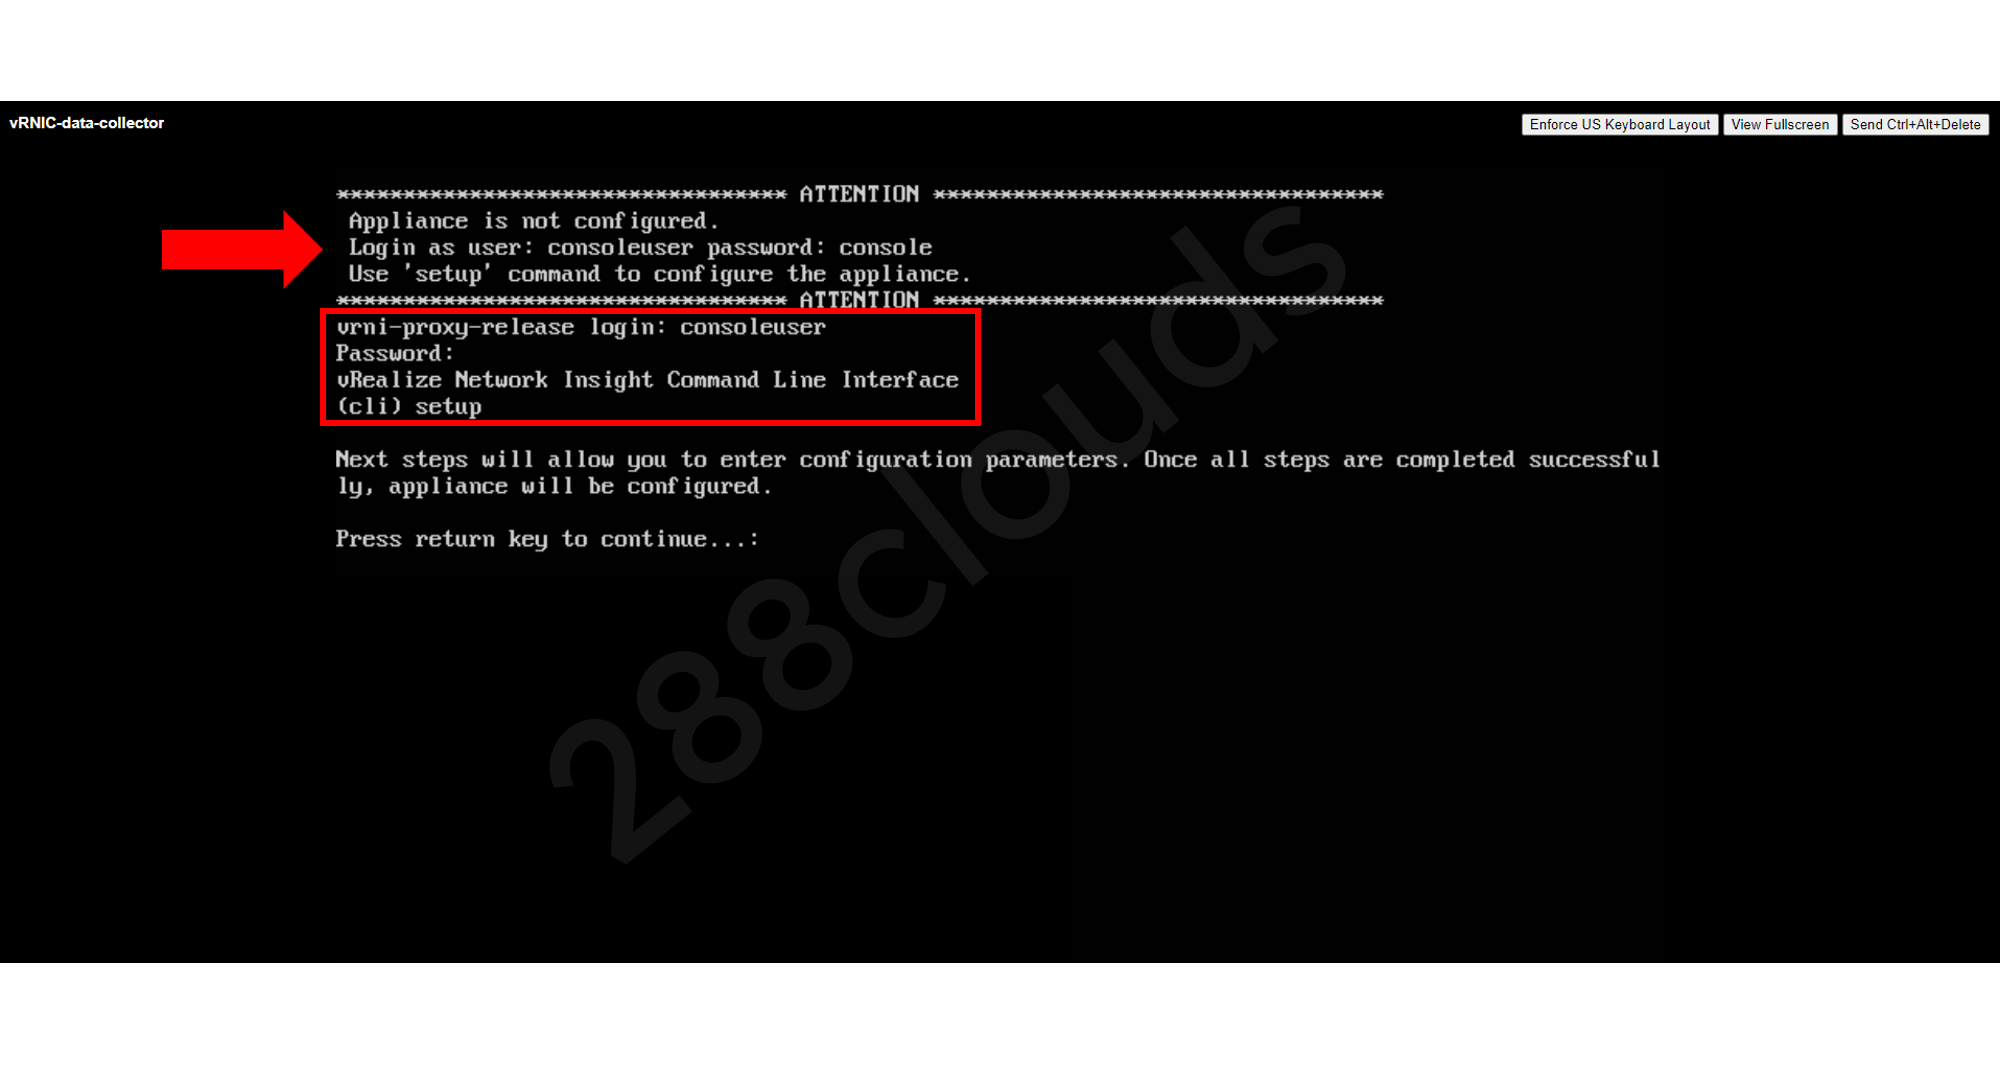 vRNIC-data-collector
Enforce US Keyboard Layout View Fullscreen Send Ctrl+Alt+Delete
********************************** ATTENTION **********************************
Appliance is not configured.
Login as user: consoleuser password: console
Use 'setup' command to configure the appliance.
********************************** ATTENTION **********************************
vrni-proxy-release login: consoleuser
Password:
vRealize Network Insight Command Line Interface
(cli) setup
Next steps will allow you to enter configuration parameters. Once all steps are completed successful
ly, appliance will be configured.
Press return key to continue...:
288clouds